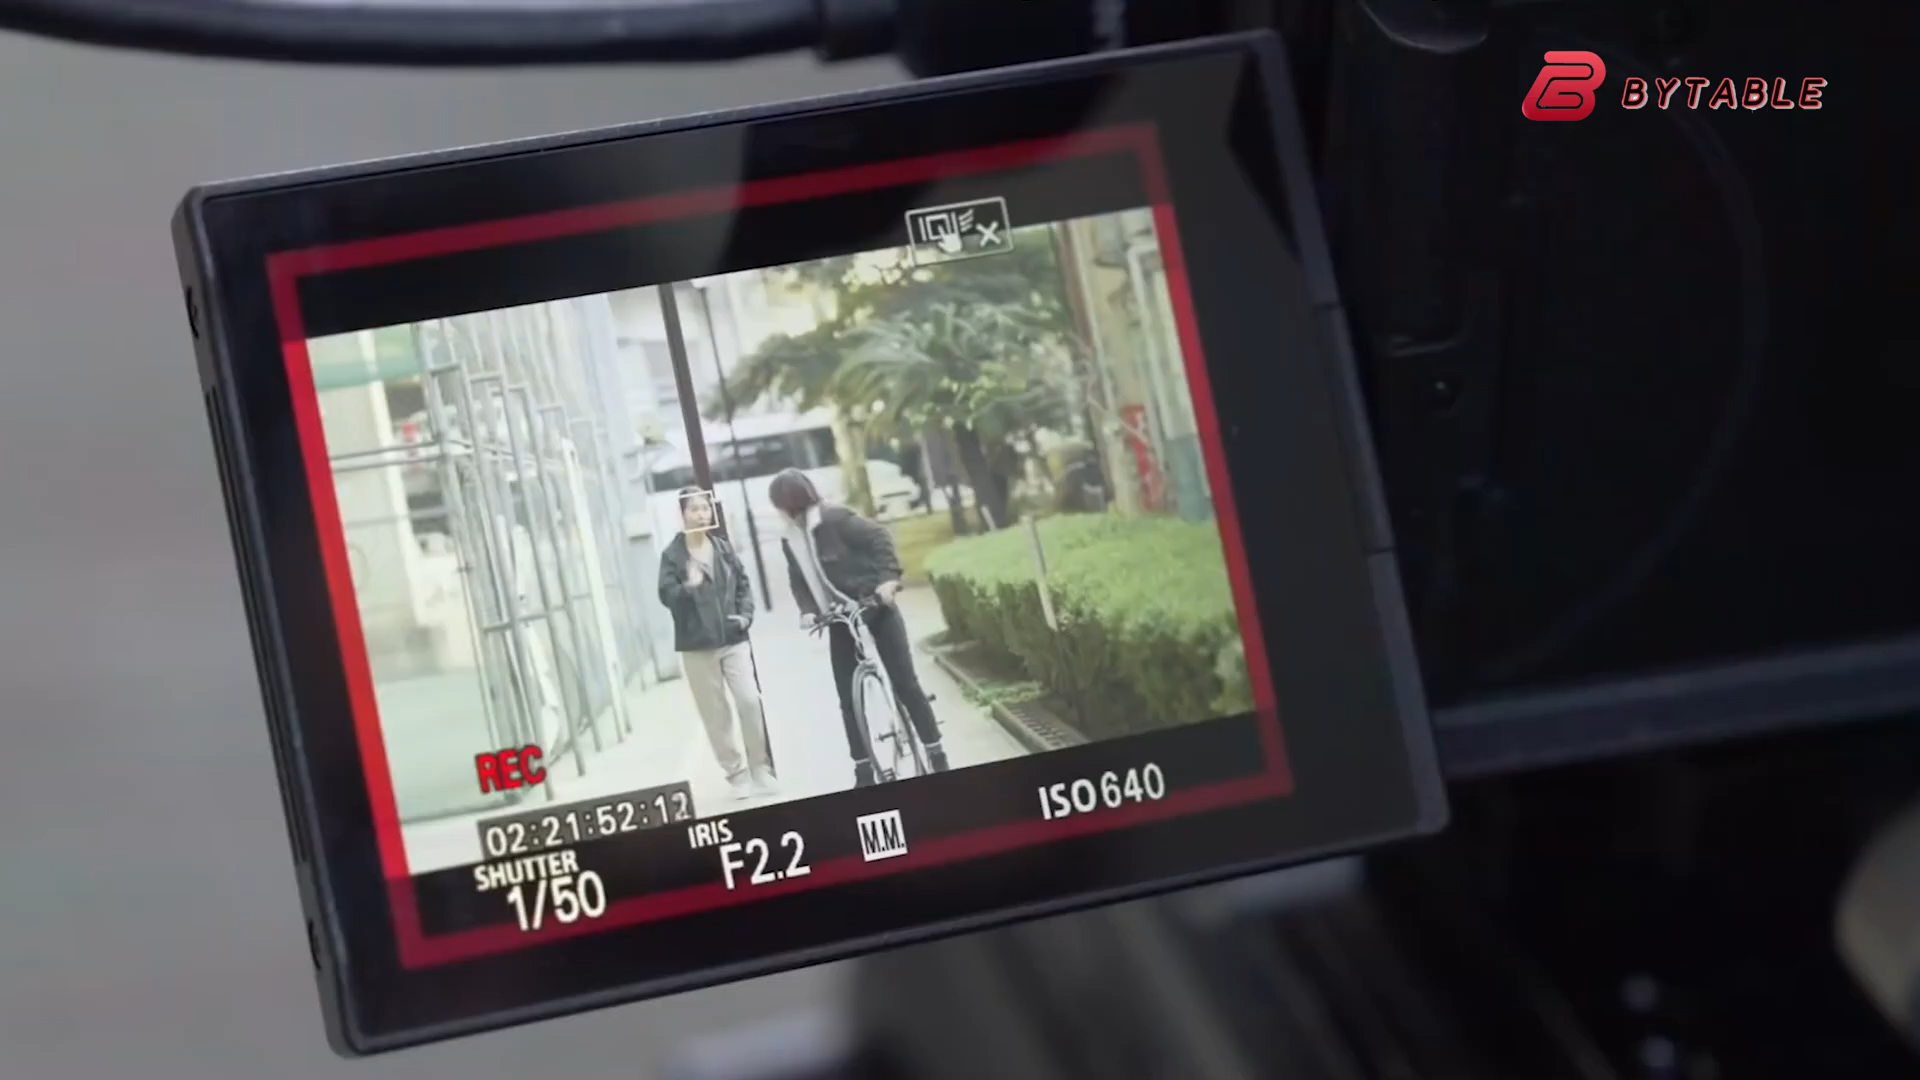 BYTABLE
REC
02:21:52:12
SHUTTER
1/50
IRIS
F2.2
M.M.
ISO640